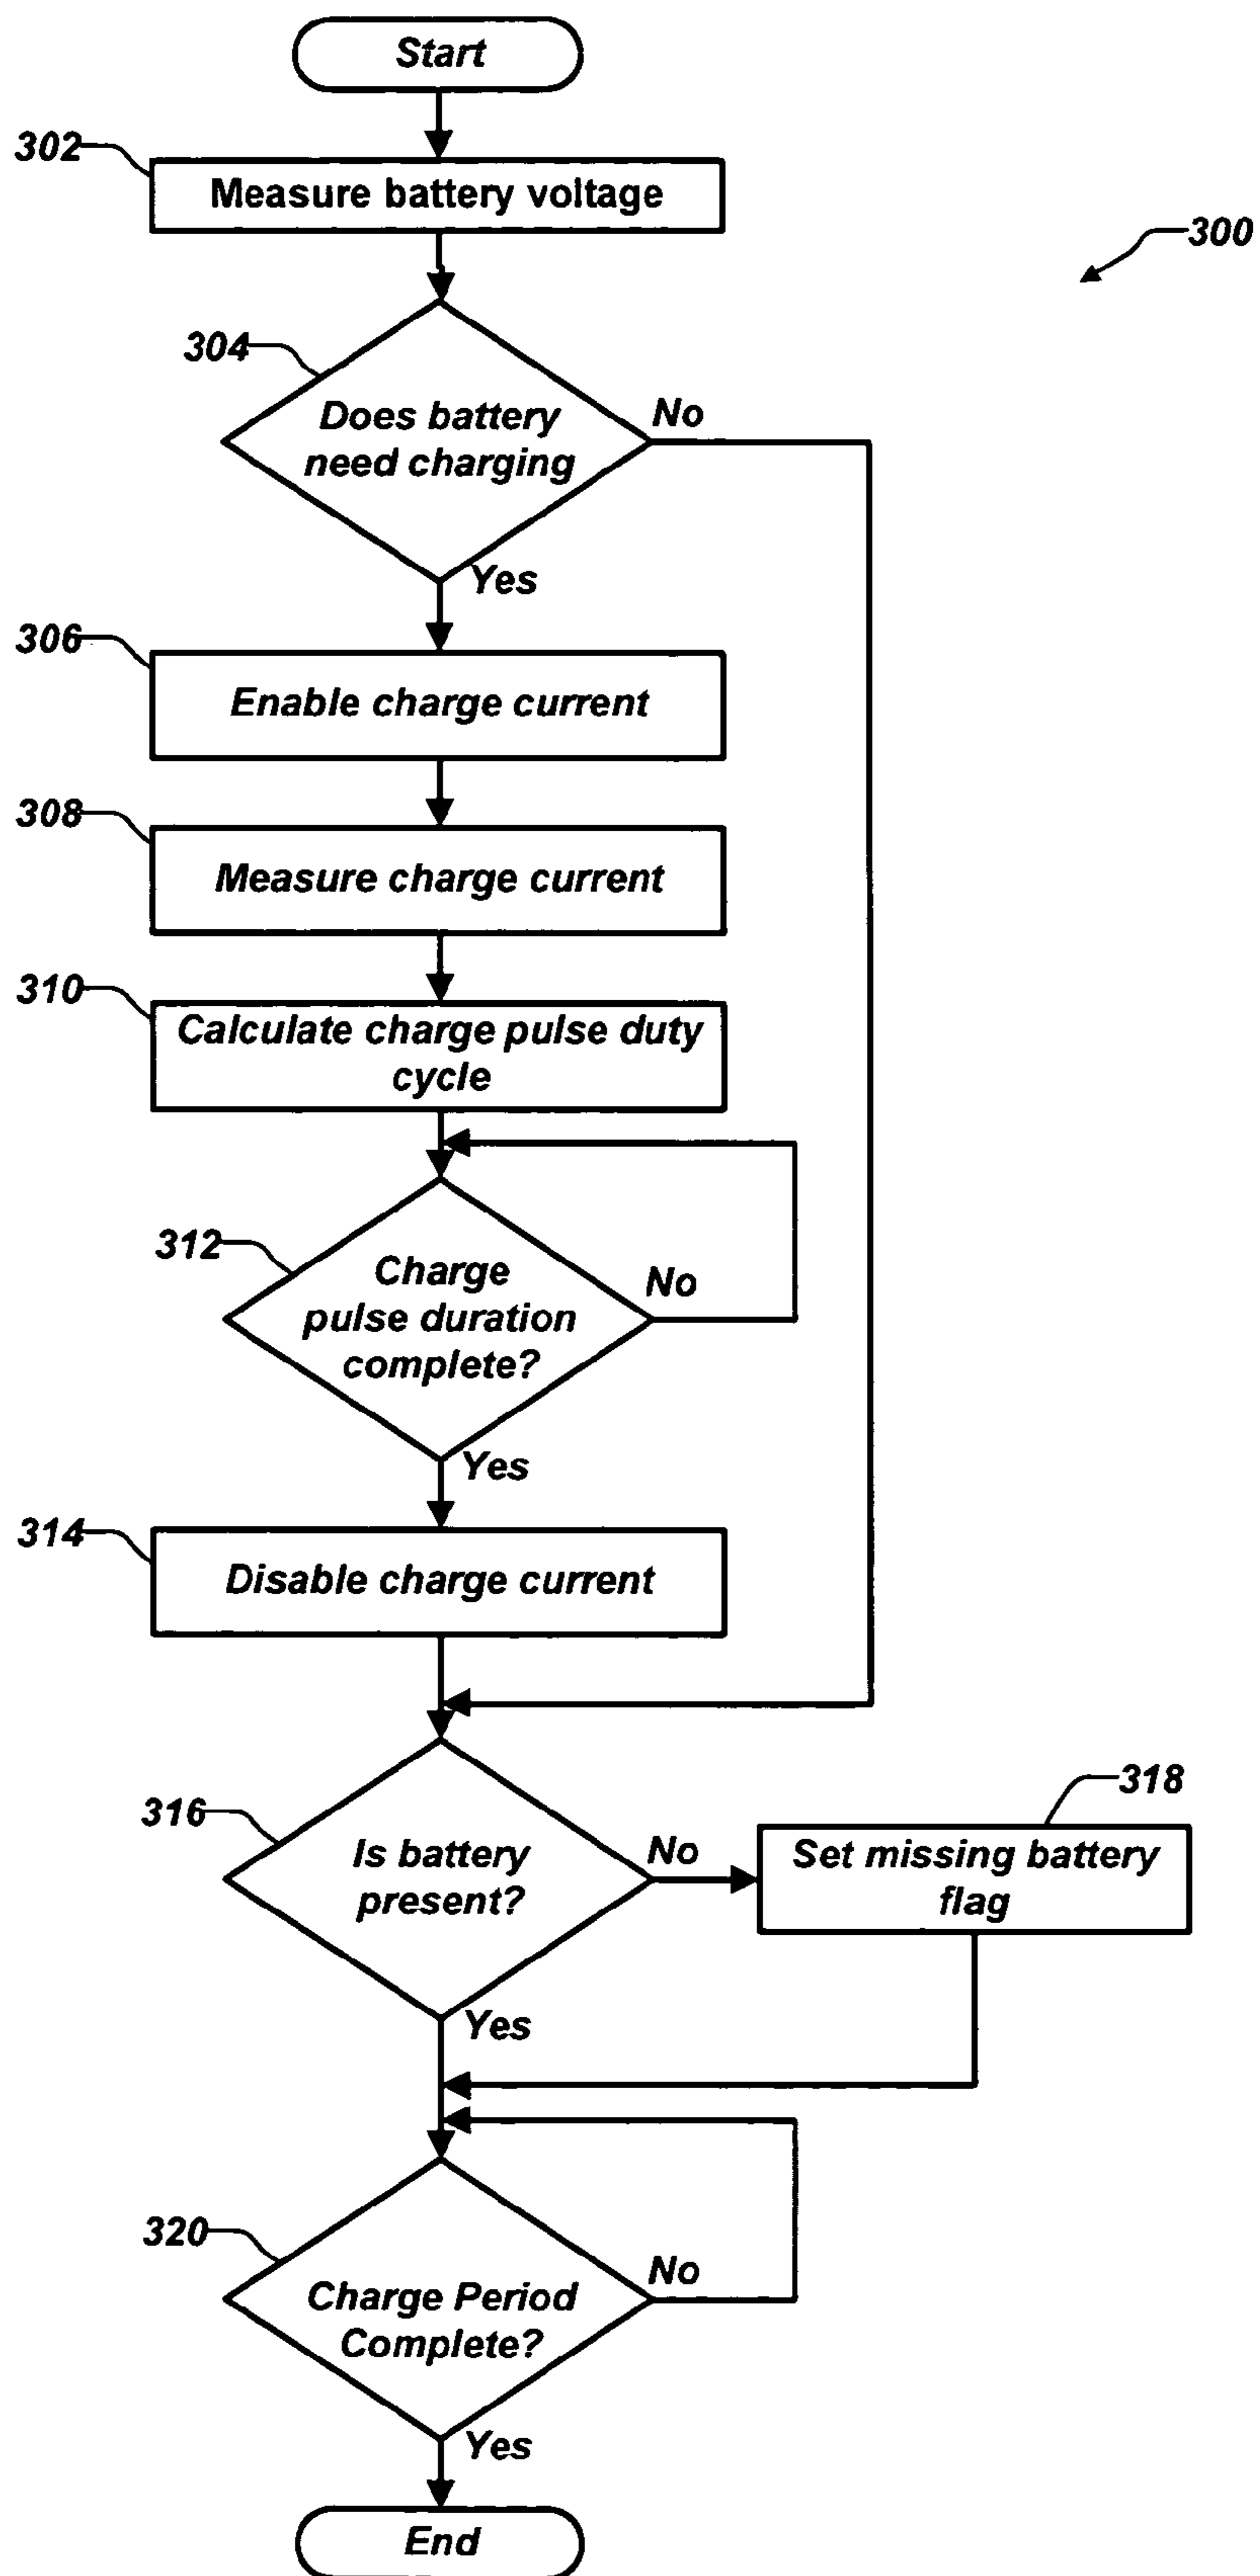 Start
302
Measure battery voltage
300
304
Does battery
need charging
No
Yes
306
Enable charge current
308
Measure charge current
310
Calculate charge pulse duty
cycle
312
Charge
pulse duration
complete?
No
Yes
314
Disable charge current
316
Is battery
present?
No
318
Set missing battery
flag
Yes
320
Charge Period
Complete?
No
Yes
End